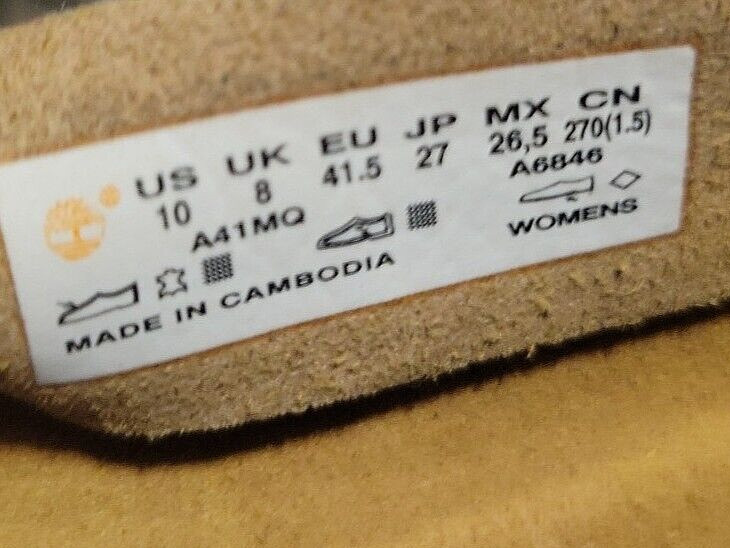 US UK EU JP MX CN
10 8 41.5 27 26,5 270(1.5)
A41MQ A6846
WOMENS
MADE IN CAMBODIA